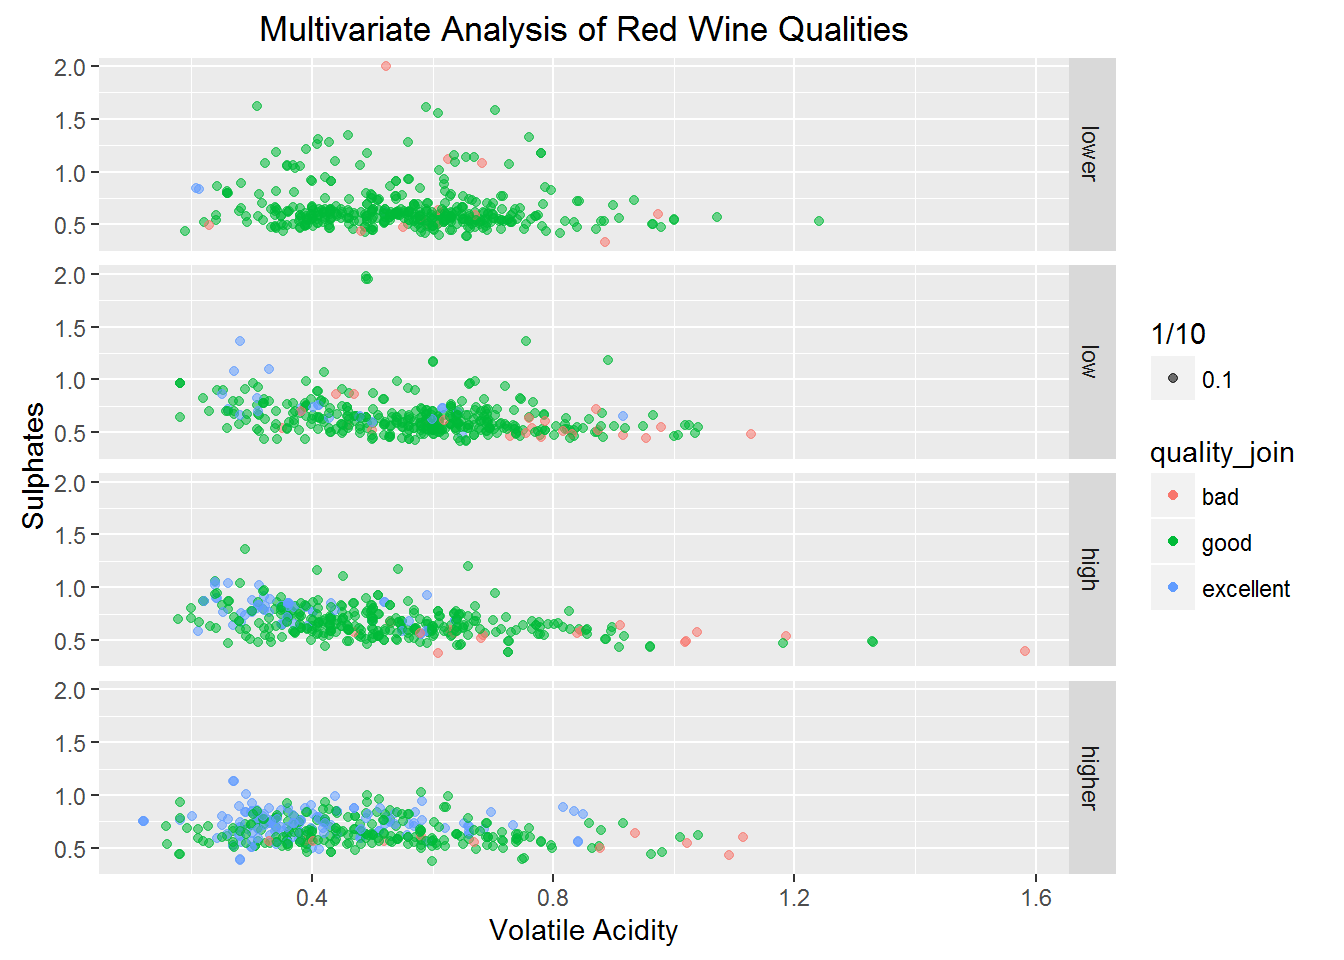 Multivariate Analysis of Red Wine Qualities
Sulphates
2.0
1.5
1.0
0.5
lower
2.0
1.5
1.0
0.5
low
2.0
1.5
1.0
0.5
high
2.0
1.5
1.0
0.5
higher
0.4 0.8 1.2 1.6
Volatile Acidity
1/10
0.1
quality_join
bad
good
excellent